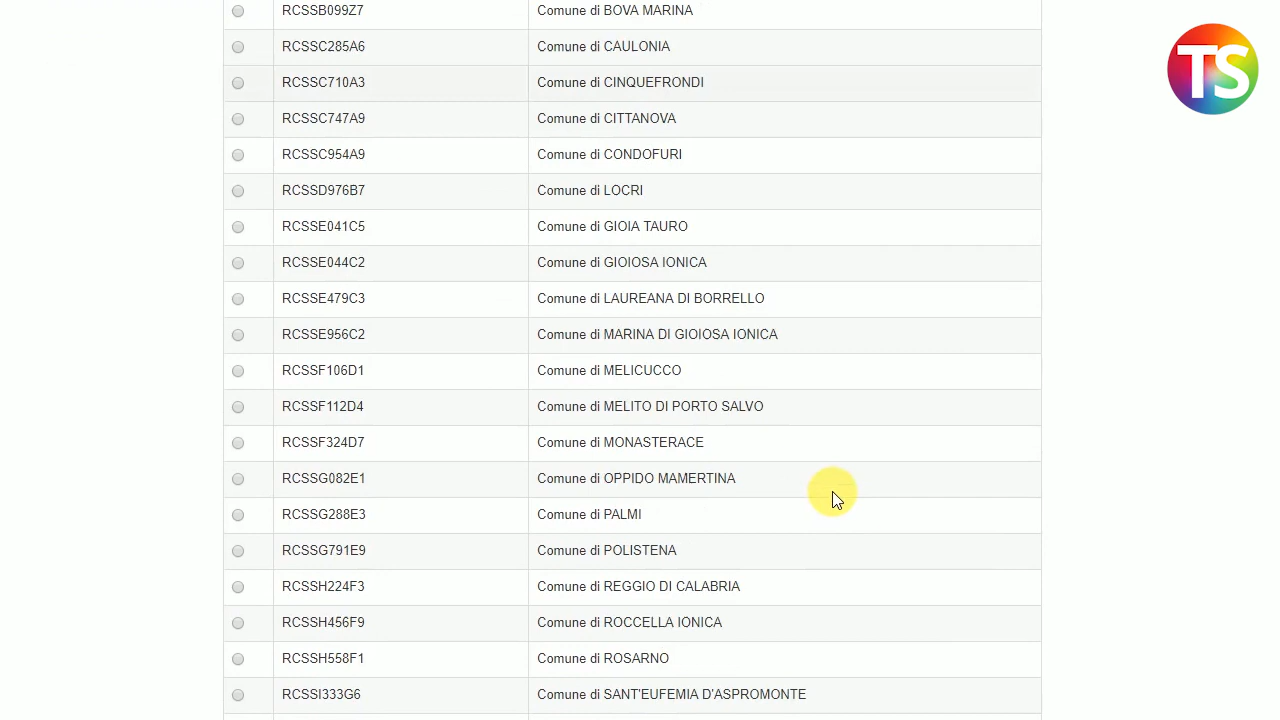 RCSSB099Z7 Comune di BOVA MARINA
RCSSC285A6 Comune di CAULONIA
RCSSC710A3 Comune di CINQUEFRONDI
RCSSC747A9 Comune di CITTANOVA
RCSSC954A9 Comune di CONDOFURI
RCSSD976B7 Comune di LOCRI
RCSSE041C5 Comune di GIOIA TAURO
RCSSE044C2 Comune di GIOIOSA IONICA
RCSSE479C3 Comune di LAUREANA DI BORRELLO
RCSSE956C2 Comune di MARINA DI GIOIOSA IONICA
RCSSF106D1 Comune di MELICUCCO
RCSSF112D4 Comune di MELITO DI PORTO SALVO
RCSSF324D7 Comune di MONASTERACE
RCSSG082E1 Comune di OPPIDO MAMERTINA
RCSSG288E3 Comune di PALMI
RCSSG791E9 Comune di POLISTENA
RCSSH224F3 Comune di REGGIO DI CALABRIA
RCSSH456F9 Comune di ROCCELLA IONICA
RCSSH558F1 Comune di ROSARNO
RCSSI333G6 Comune di SANT'EUFEMIA D'ASPROMONTE
TS